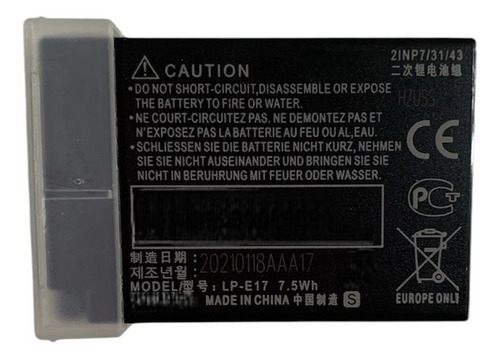 2INP7/31/43
二次锂电池组
⚠ CAUTION
• DO NOT SHORT-CIRCUIT, DISASSEMBLE OR EXPOSE
THE BATTERY TO FIRE OR WATER.
• NE COURT-CIRCUITEZ PAS. NE DEMONTEZ PAS ET
N'EXPOSEZ PAS LA BATTERIE AU FEU OU AL EAU.
• SCHLIESSEN SIE DIE BATTERIE NICHT KURZ, NEHMEN
SIE SIE NICHT AUSEINANDER UND BRINGEN SIE SIE
NICHT IN BERUHRUNG MIT FEUER ODER WASSER.
HZUSS
CE
制造日期:
제조년월: 20210118AAA17
MODEL/型号: LP-E17 7.5Wh
MADE IN CHINA 中国制造 S
EUROPE ONLY